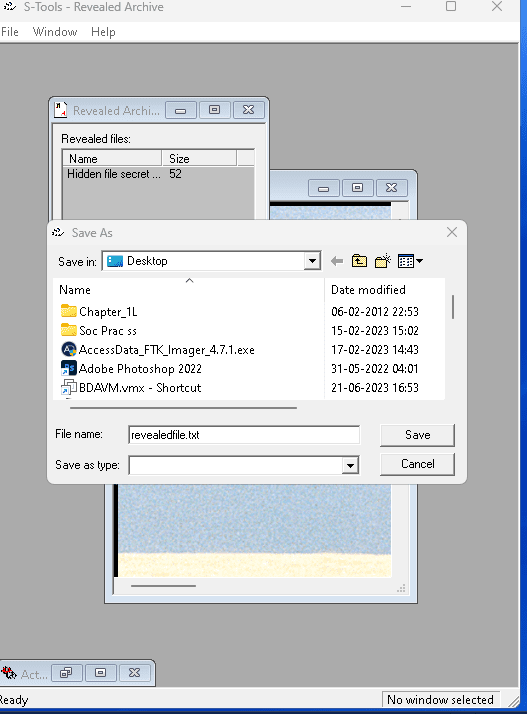 S-Tools - Revealed Archive
File Window Help
Revealed Archi...
Revealed files:
Name Size
Hidden file secret ... 52
Save As
Save in: Desktop
Name Date modified
Chapter_1L 06-02-2012 22:53
Soc Prac ss 15-02-2023 15:02
AccessData_FTK_Imager_4.7.1.exe 17-02-2023 14:43
Adobe Photoshop 2022 31-05-2022 04:01
BDAVM.vmx - Shortcut 21-06-2023 16:53
File name: revealedfile.txt Save
Save as type: Cancel
Act...
Ready No window selected